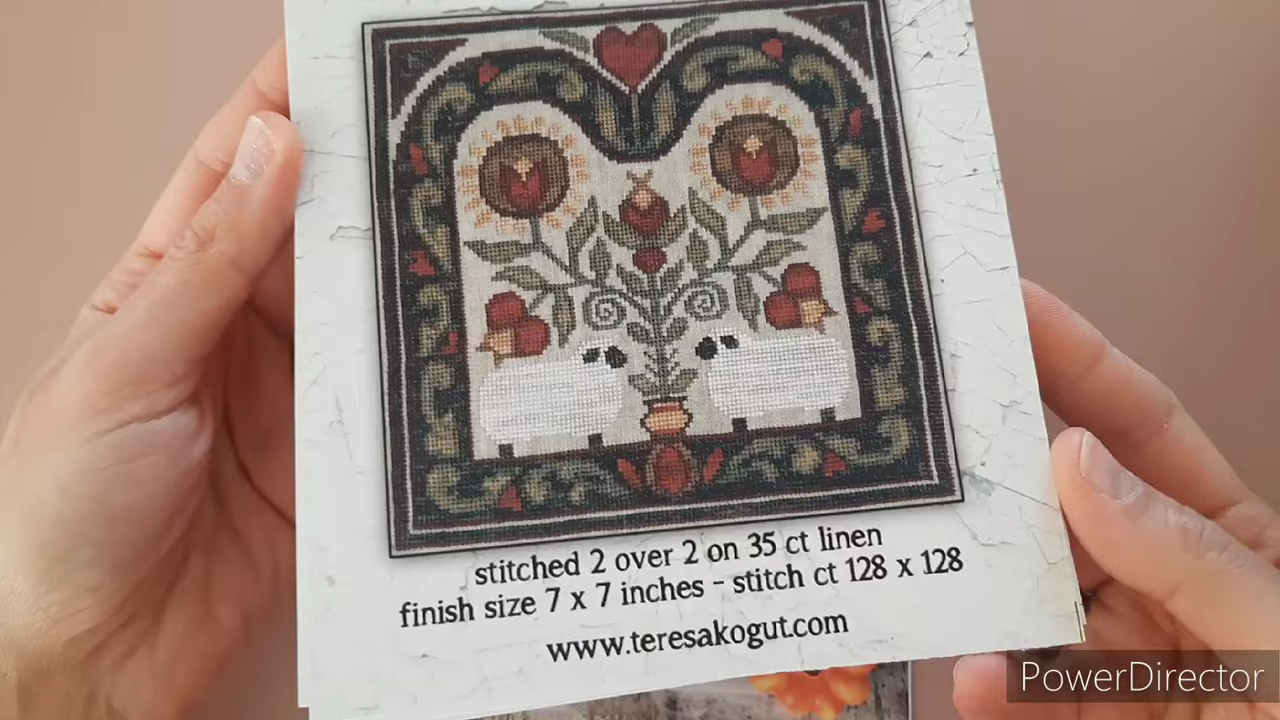 stitched 2 over 2 on 35 ct linen
finish size 7 x 7 inches - stitch ct 128 x 128
www.teresakogut.com
PowerDirector